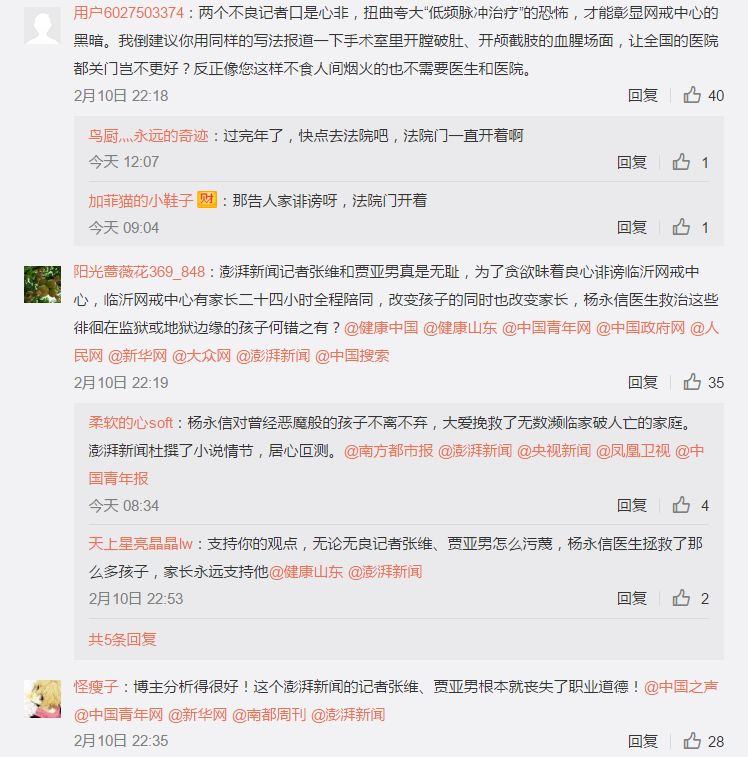 用户6027503374：两个不良记者口是心非，扭曲夸大“低频脉冲治疗”的恐怖，才能彰显网戒中心的
黑暗。我倒建议你用同样的写法报道一下手术室里开膛破肚、开颅截肢的血腥场面，让全国的医院
都关门岂不更好？反正像您这样不食人间烟火的也不需要医生和医院。
2月10日 22:18 回复 40
鸟厨灬永远的奇迹：过完年了，快点去法院吧，法院门一直开着啊
今天 12:07 回复 1
加菲猫的小鞋子 财：那告人家诽谤呀，法院门开着
今天 09:04 回复 1
阳光蔷薇花369_848：澎湃新闻记者张维和贾亚男真是无耻，为了贪欲昧着良心诽谤临沂网戒中
心，临沂网戒中心有家长二十四小时全程陪同，改变孩子的同时也改变家长，杨永信医生救治这些
徘徊在监狱或地狱边缘的孩子何错之有？@健康中国 @健康山东 @中国青年网 @中国政府网 @人
民网 @新华网 @大众网 @澎湃新闻 @中国搜索
2月10日 22:19 回复 35
柔软的心soft：杨永信对曾经恶魔般的孩子不离不弃，大爱挽救了无数濒临家破人亡的家庭。
澎湃新闻杜撰了小说情节，居心叵测。@南方都市报 @澎湃新闻 @央视新闻 @凤凰卫视 @中
国青年报
今天 08:34 回复 4
天上星亮晶晶lw：支持你的观点，无论无良记者张维、贾亚男怎么污蔑，杨永信医生拯救了那
么多孩子，家长永远支持他@健康山东 @澎湃新闻
2月10日 22:53 回复 2
共5条回复
怪瘦子：博主分析得很好！这个澎湃新闻的记者张维、贾亚男根本就丧失了职业道德！@中国之声
@中国青年网 @新华网 @南都周刊 @澎湃新闻
2月10日 22:35 回复 28